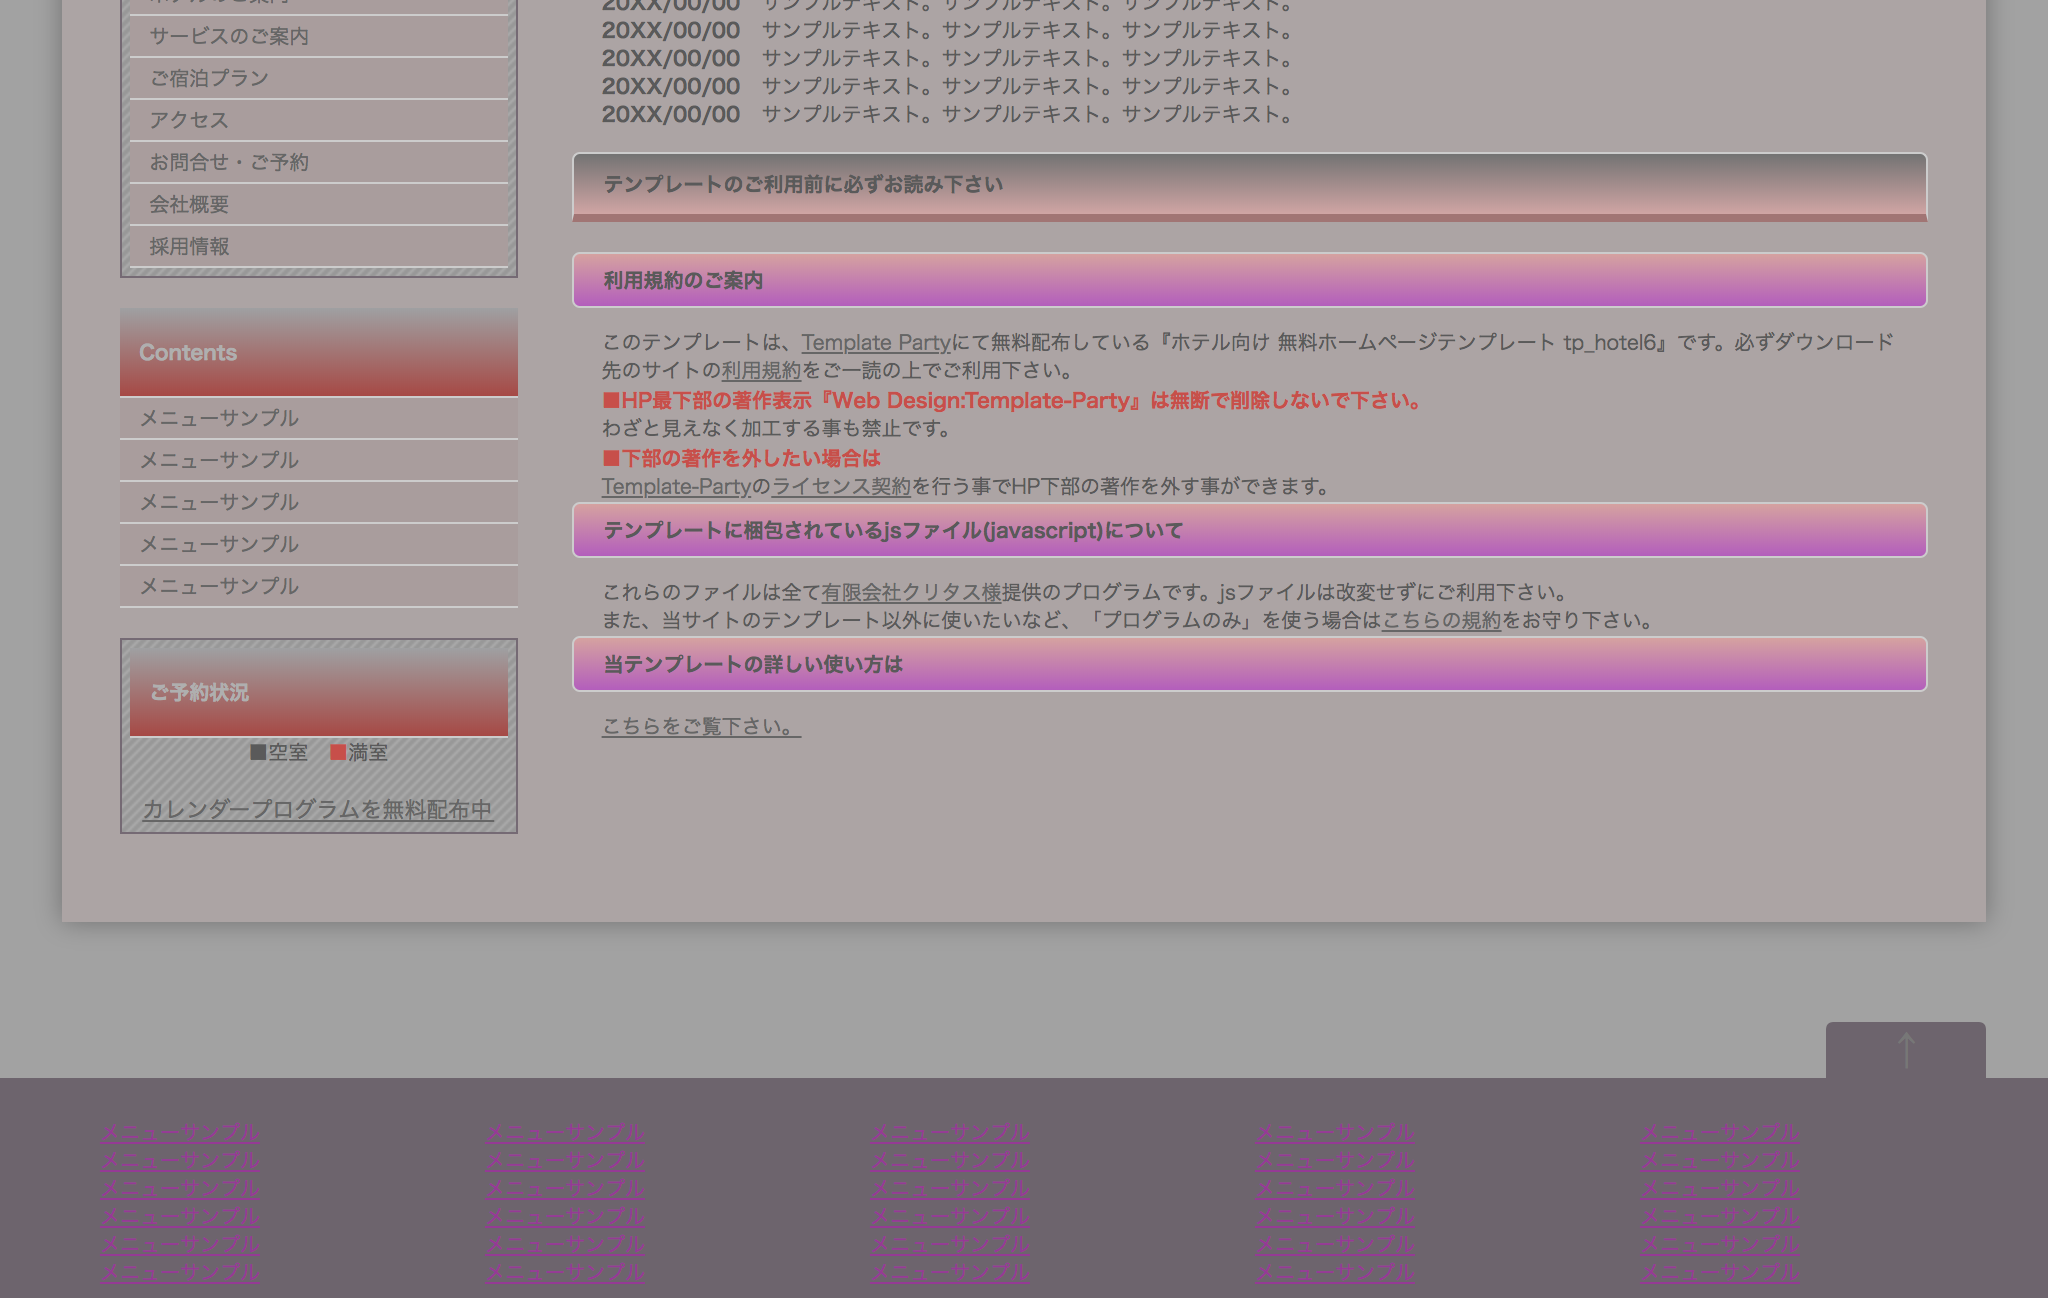 サービスのご案内
ご宿泊プラン
アクセス
お問合せ・ご予約
会社概要
採用情報
Contents
メニューサンプル
メニューサンプル
メニューサンプル
メニューサンプル
メニューサンプル
ご予約状況
■空室　■満室
カレンダープログラムを無料配布中
20XX/00/00　サンプルテキスト。サンプルテキスト。サンプルテキスト。
20XX/00/00　サンプルテキスト。サンプルテキスト。サンプルテキスト。
20XX/00/00　サンプルテキスト。サンプルテキスト。サンプルテキスト。
20XX/00/00　サンプルテキスト。サンプルテキスト。サンプルテキスト。
20XX/00/00　サンプルテキスト。サンプルテキスト。サンプルテキスト。
テンプレートのご利用前に必ずお読み下さい
利用規約のご案内
このテンプレートは、Template Partyにて無料配布している『ホテル向け 無料ホームページテンプレート tp_hotel6』です。必ずダウンロード
先のサイトの利用規約をご一読の上でご利用下さい。
■HP最下部の著作表示『Web Design:Template-Party』は無断で削除しないで下さい。
わざと見えなく加工する事も禁止です。
■下部の著作を外したい場合は
Template-Partyのライセンス契約を行う事でHP下部の著作を外す事ができます。
テンプレートに梱包されているjsファイル(javascript)について
これらのファイルは全て有限会社クリタス様提供のプログラムです。jsファイルは改変せずにご利用下さい。
また、当サイトのテンプレート以外に使いたいなど、「プログラムのみ」を使う場合はこちらの規約をお守り下さい。
当テンプレートの詳しい使い方は
こちらをご覧下さい。
↑
メニューサンプル メニューサンプル メニューサンプル メニューサンプル メニューサンプル
メニューサンプル メニューサンプル メニューサンプル メニューサンプル メニューサンプル
メニューサンプル メニューサンプル メニューサンプル メニューサンプル メニューサンプル
メニューサンプル メニューサンプル メニューサンプル メニューサンプル メニューサンプル
メニューサンプル メニューサンプル メニューサンプル メニューサンプル メニューサンプル
メニューサンプル メニューサンプル メニューサンプル メニューサンプル メニューサンプル